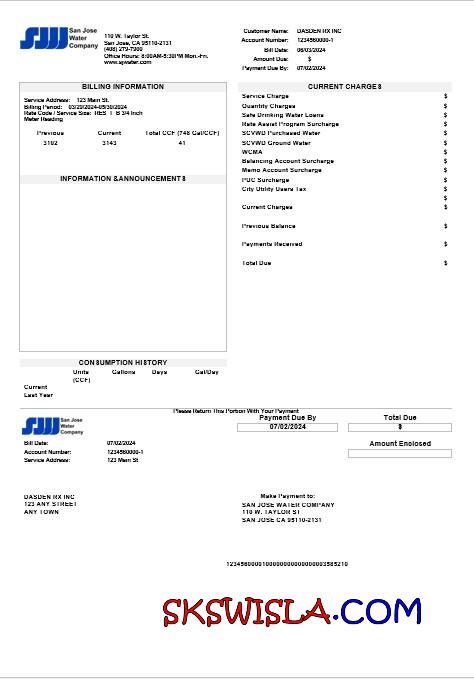 San Jose
Water
Company
110 W. Taylor St.
San Jose, CA 95110-2131
(408) 279-7900
Office Hours: 8:00AM-5:30PM Mon.-Fri.
www.sjwater.com
Customer Name: DASDEN RX INC
Account Number: 1234560000-1
Bill Date: 06/03/2024
Amount Due: $
Payment Due By: 07/02/2024
BILLING INFORMATION
Service Address: 123 Main St.
Billing Period: 03/29/2024-05/30/2024
Rate Code / Service Size: RES 1 B 3/4 Inch
Meter Reading
Previous Current Total CCF (748 Gal/CCF)
3102 3143 41
INFORMATION & ANNOUNCEMENTS
CURRENT CHARGES
Service Charge $
Quantity Charges $
Safe Drinking Water Loans $
Rate Assist Program Surcharge $
SCVWD Purchased Water $
SCVWD Ground Water $
WCMA $
Balancing Account Surcharge $
Memo Account Surcharge $
PUC Surcharge $
City Utility Users Tax $
$
Current Charges $
Previous Balance $
Payments Received $
Total Due $
CONSUMPTION HISTORY
Units Gallons Days Gal/Day
(CCF)
Current
Last Year
Please Return This Portion With Your Payment
San Jose
Water
Company
Payment Due By Total Due
07/02/2024 $
Bill Date: 07/02/2024
Account Number: 1234560000-1
Service Address: 123 Main St
Amount Enclosed
DASDEN RX INC
123 ANY STREET
ANY TOWN
Make Payment to:
SAN JOSE WATER COMPANY
110 W. TAYLOR ST
SAN JOSE CA 95110-2131
SKSWISLA.COM